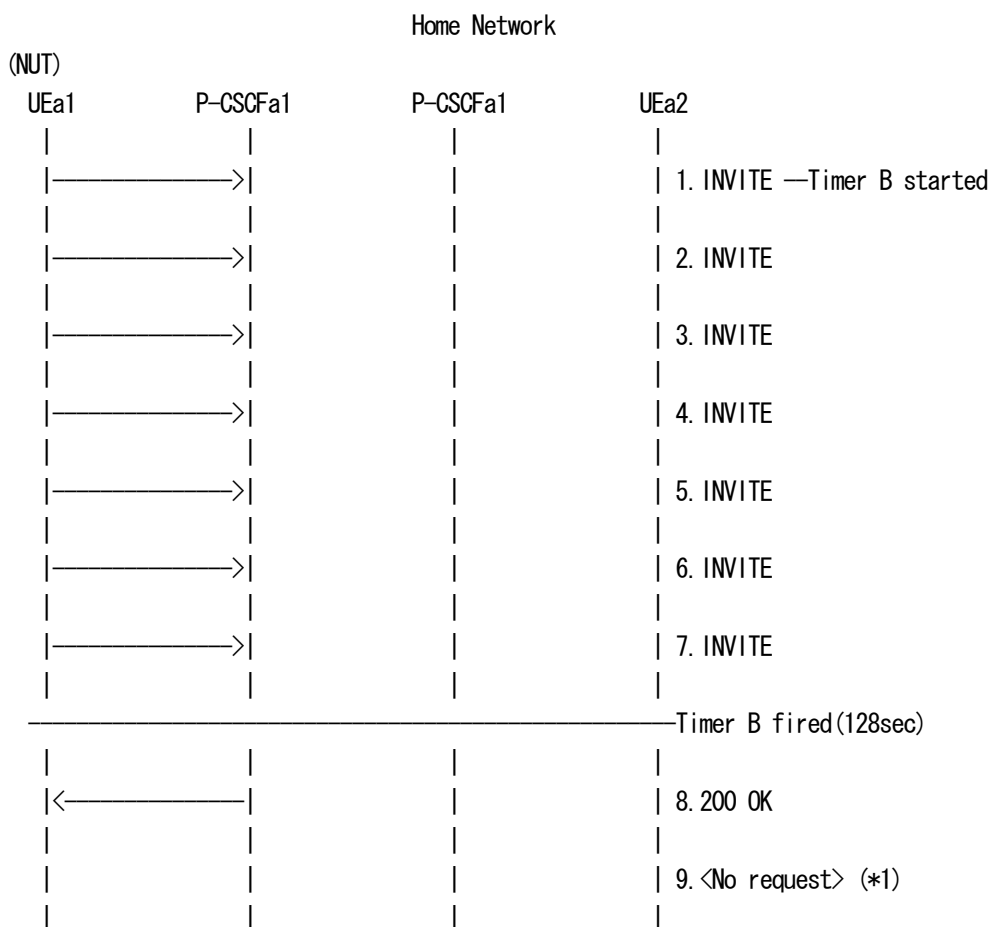 Home Network
(NUT)
UEa1 P-CSCFa1 P-CSCFa1 UEa2
1. INVITE --Timer B started
2. INVITE
3. INVITE
4. INVITE
5. INVITE
6. INVITE
7. INVITE
Timer B fired(128sec)
8. 200 OK
9. <No request> (*1)